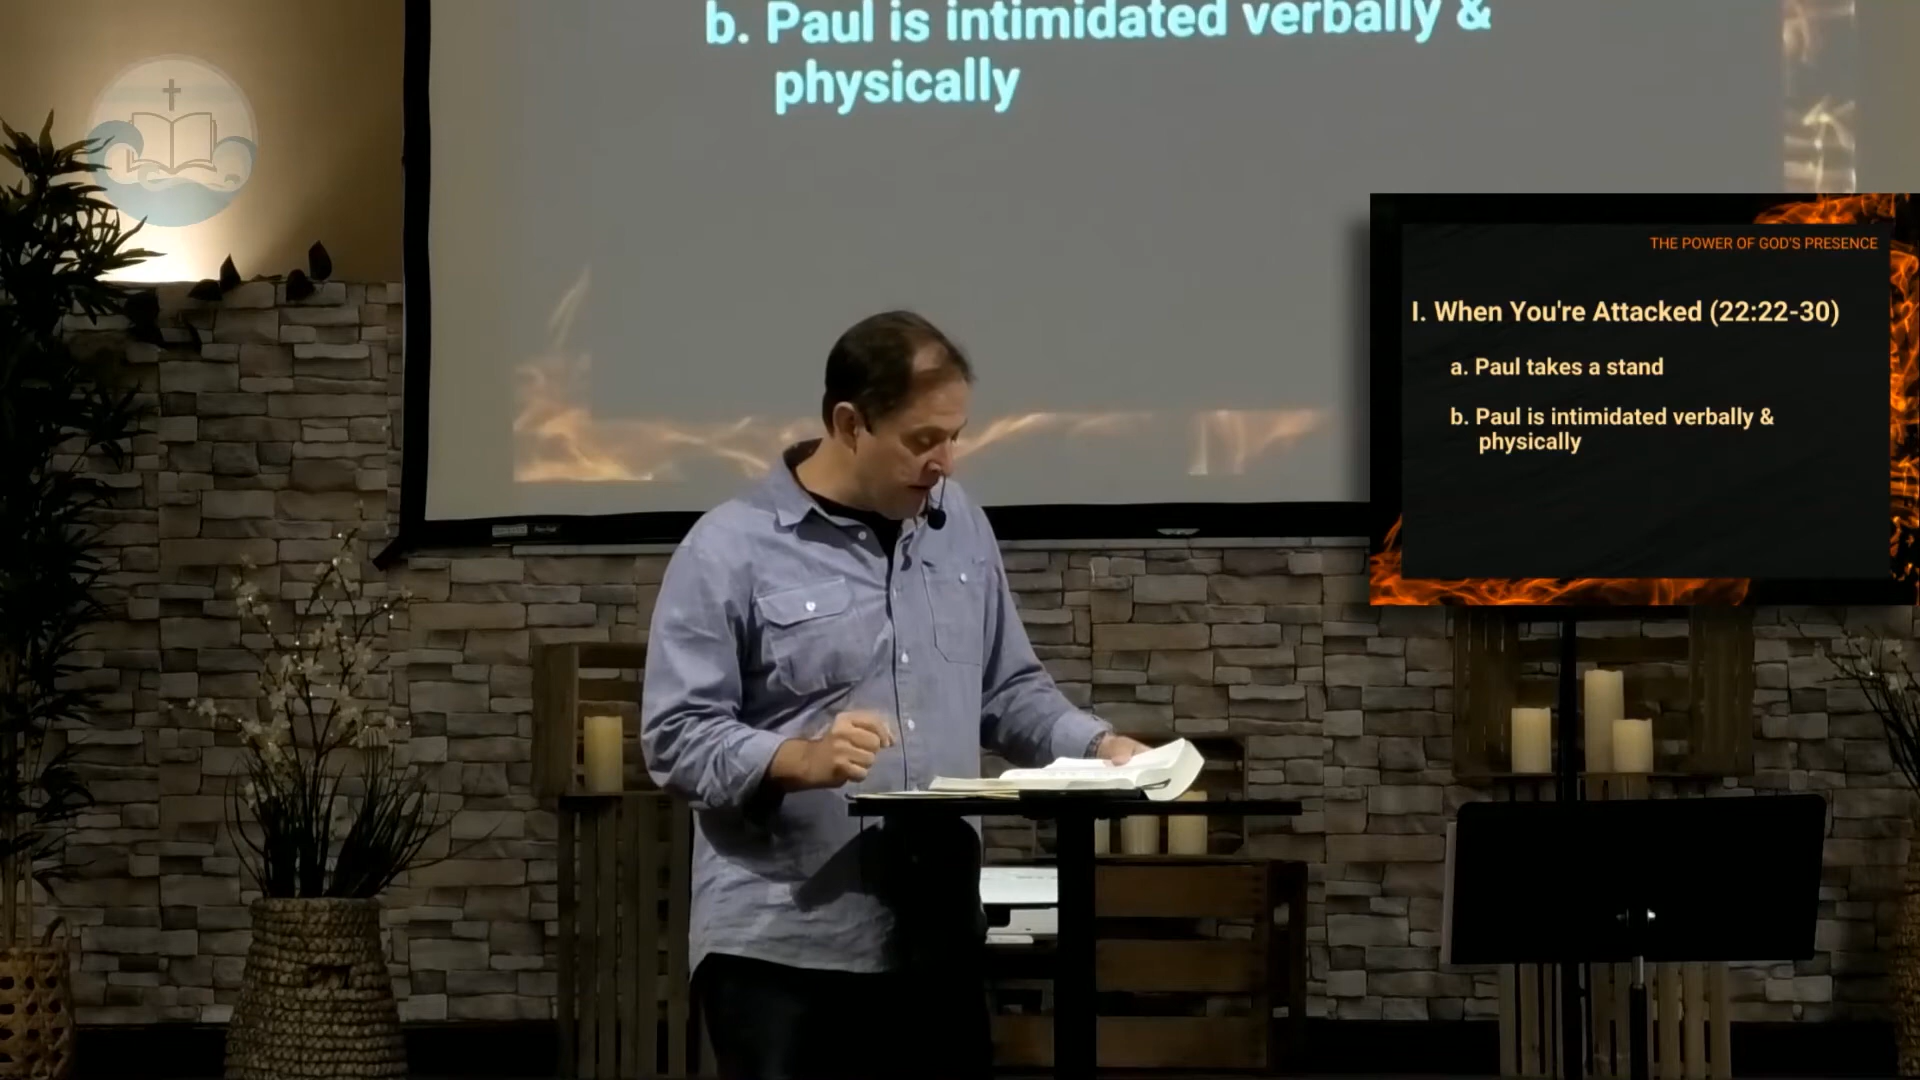 b. Paul is intimidated verbally &
physically
THE POWER OF GOD'S PRESENCE
I. When You're Attacked (22:22-30)
a. Paul takes a stand
b. Paul is intimidated verbally &
physically